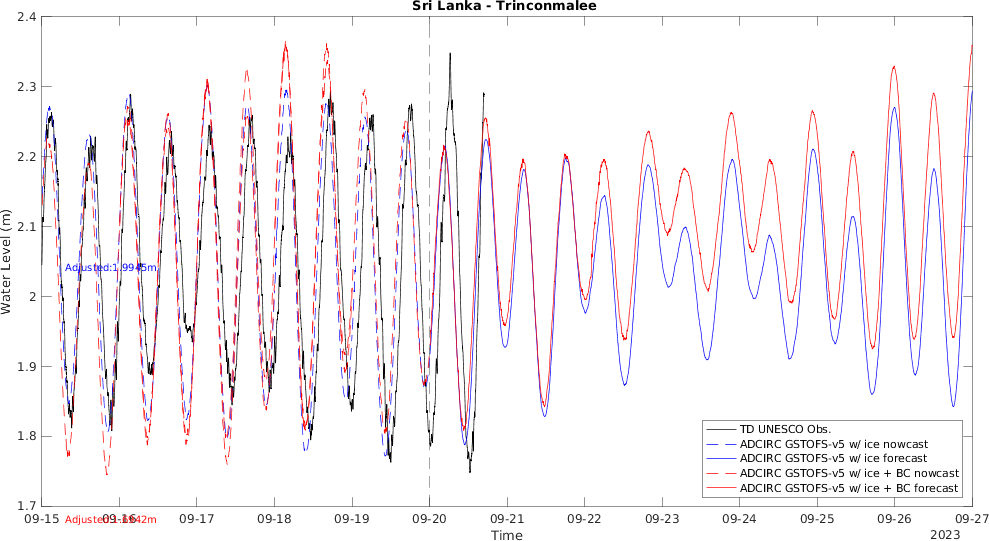 Sri Lanka - Trinconmalee
2.4
2.3
2.2
2.1
2
1.9
1.8
1.7
Water Level (m)
Adjusted:1.9945m
TD UNESCO Obs.
ADCIRC GSTOFS-v5 w/ ice nowcast
ADCIRC GSTOFS-v5 w/ ice forecast
ADCIRC GSTOFS-v5 w/ ice + BC nowcast
ADCIRC GSTOFS-v5 w/ ice + BC forecast
09-15 09-16 09-17 09-18 09-19 09-20 09-21 09-22 09-23 09-24 09-25 09-26 09-27
Time
2023